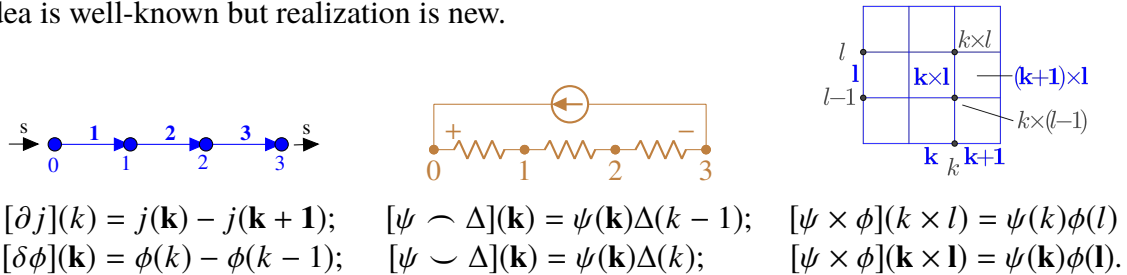 dea is well-known but realization is new.
s 1 2 3 s
0 1 2 3
+ −
0 1 2 3
l k×l
l k×l (k+1)×l
l−1 k×(l−1)
k k k+1
[∂j](k) = j(k) − j(k + 1); [ψ ⌢ Δ](k) = ψ(k)Δ(k − 1); [ψ × ϕ](k × l) = ψ(k)ϕ(l)
[δϕ](k) = ϕ(k) − ϕ(k − 1); [ψ ⌣ Δ](k) = ψ(k)Δ(k); [ψ × ϕ](k × l) = ψ(k)ϕ(l).